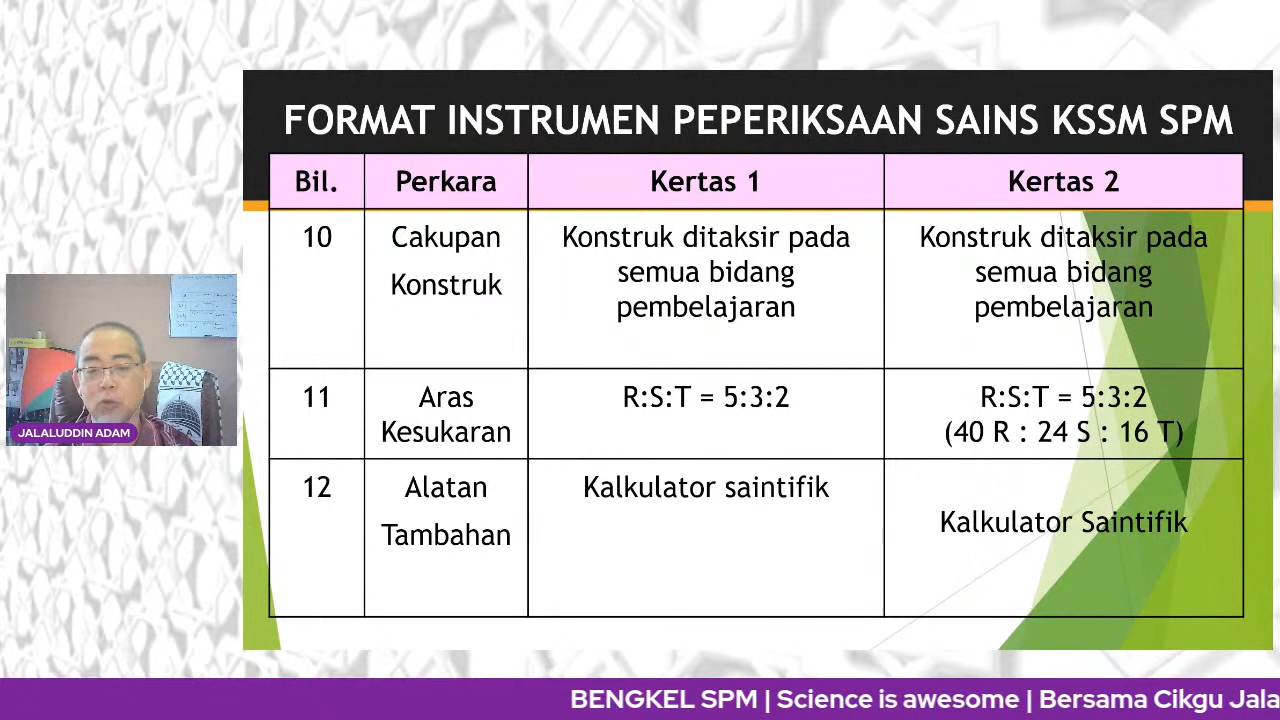 FORMAT INSTRUMEN PEPERIKSAAN SAINS KSSM SPM
Bil.
Perkara
Kertas 1
Kertas 2
10
Cakupan
Konstruk
Konstruk ditaksir pada
semua bidang
pembelajaran
Konstruk ditaksir pada
semua bidang
pembelajaran
11
Aras
Kesukaran
R:S:T = 5:3:2
R:S:T = 5:3:2
(40 R : 24 S : 16 T)
12
Alatan
Tambahan
Kalkulator saintifik
Kalkulator Saintifik
JALALUDDIN ADAM
BENGKEL SPM | Science is awesome | Bersama Cikgu Jala